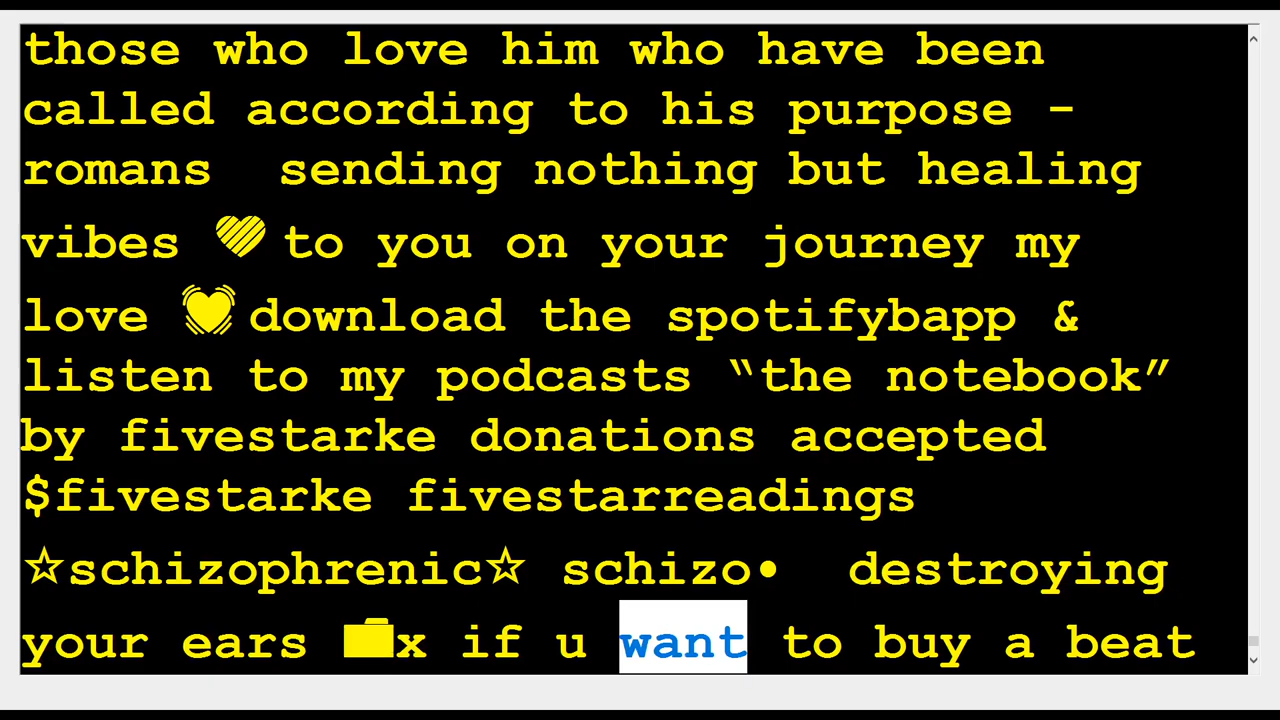 those who love him who have been
called according to his purpose -
romans  sending nothing but healing
vibes 💛 to you on your journey my
love 💓 download the spotifybapp &
listen to my podcasts “the notebook”
by fivestarke donations accepted
$fivestarke fivestarreadings
☆schizophrenic☆ schizo•  destroying
your ears 📁x if u want to buy a beat